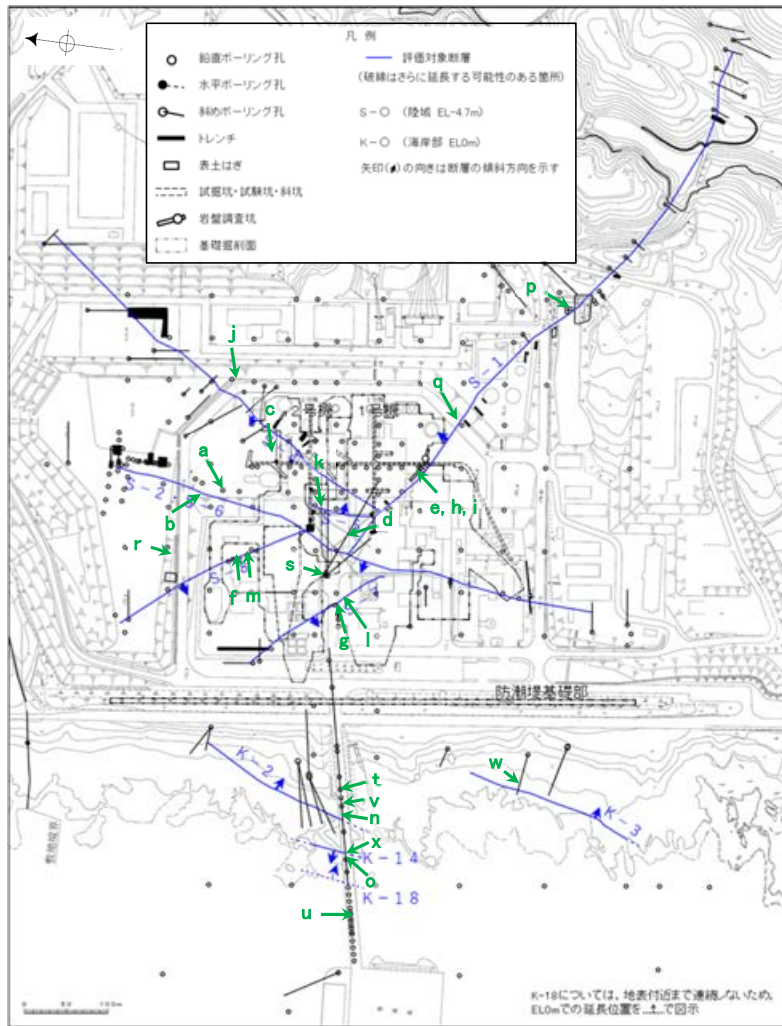 凡 例
鉛直ボーリング孔
水平ボーリング孔
斜めボーリング孔
トレンチ
表土はぎ
試掘坑・試験坑・斜坑
岩盤調査坑
基礎掘削面
評価対象断層
(破線はさらに延長する可能性のある箇所)
S-○ (陸域 EL-4.7m)
K-○ (海岸部 EL0m)
矢印( )の向きは断層の傾斜方向を示す
p
j
S-1
q
c
2号機
1号機
a
k
S-2・S-6
b
d
e, h, i
r
s
f
m
S-8
g
l
防潮堤基礎部
K-2
w
t
v
n
K-3
x
K-14
o
K-18
u
敷地境界
0 50 100m
K-18については、地表付近まで連続しないため、
EL0mでの延長位置を で図示